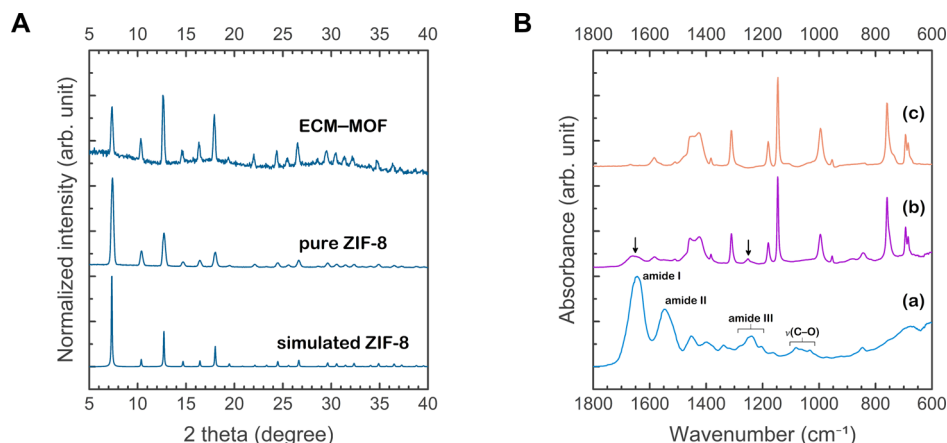 A
5 10 15 20 25 30 35 40
Normalized intensity (arb. unit)
ECM–MOF
pure ZIF-8
simulated ZIF-8
5 10 15 20 25 30 35 40
2 theta (degree)
B
1800 1600 1400 1200 1000 800 600
Absorbance (arb. unit)
(c)
(b)
(a)
amide I
amide II
amide III
ν(C–O)
1800 1600 1400 1200 1000 800 600
Wavenumber (cm⁻¹)